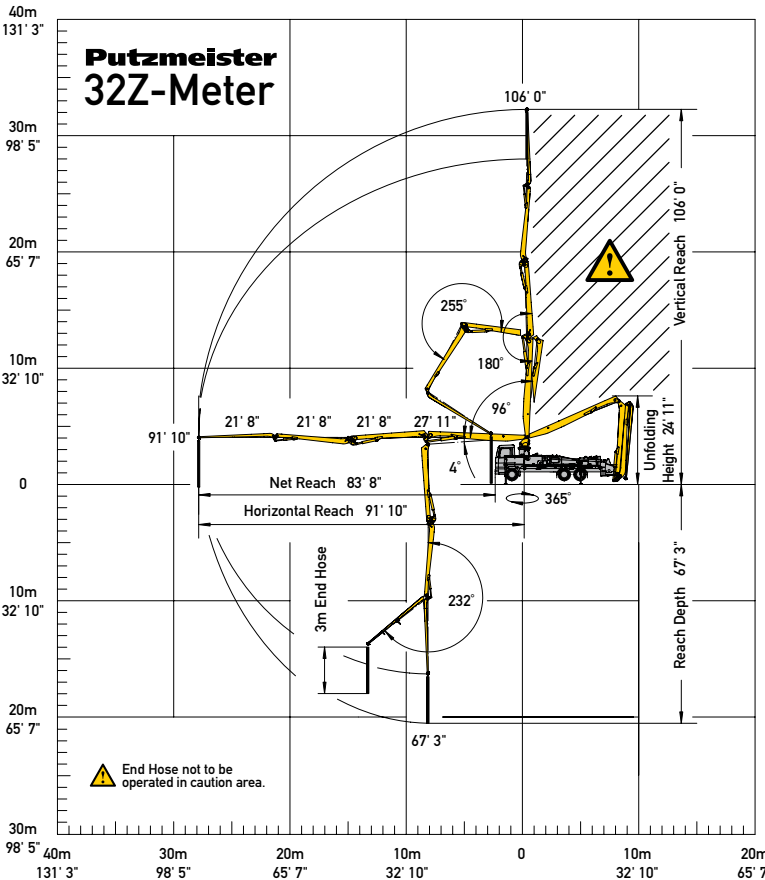 40m
131' 3"
Putzmeister
32Z-Meter
106' 0"
30m
98' 5"
Vertical Reach 106' 0"
20m
65' 7"
255°
180°
10m
32' 10"
96°
21' 8" 21' 8" 21' 8" 27' 11"
91' 10"
Unfolding
Height 24' 11"
4°
0
Net Reach 83' 8"
365°
Horizontal Reach 91' 10"
3m End Hose
10m
32' 10"
232°
Reach Depth 67' 3"
20m
65' 7"
67' 3"
End Hose not to be
operated in caution area.
30m
98' 5"
40m 30m 20m 10m 0 10m 20m
131' 3" 98' 5" 65' 7" 32' 10" 32' 10" 65' 7"